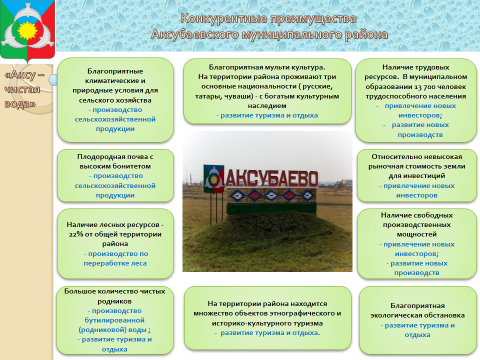 Конкурентные преимущества
Аксубаевского муниципального района
«Аксу –
чистая
вода»
Благоприятные
климатические и
природные условия для
сельского хозяйства
- производство
сельскохозяйственной
продукции
Благоприятная мульти культура.
На территории района проживают три
основные национальности ( русские,
татары, чуваши) - с богатым культурным
наследием
- развитие туризма и отдыха
Наличие трудовых
ресурсов. В муниципальном
образовании 13 700 человек
трудоспособного населения
- привлечение новых
инвесторов;
- развитие новых
производств
Плодородная почва с
высоким бонитетом
- производство
сельскохозяйственной
продукции
АКСУБАЕВО
Относительно невысокая
рыночная стоимость земли
для инвестиций
- привлечение новых
инвесторов
Наличие лесных ресурсов -
22% от общей территории
района
- производство по
переработке леса
Наличие свободных
производственных
мощностей
- привлечение новых
инвесторов;
- развитие новых
производств
Большое количество чистых
родников
- производство
бутилированной
(родниковой) воды ;
- развитие туризма и
отдыха
На территории района находится
множество объектов этнографического и
историко-культурного туризма
- развитие туризма и отдыха.
Благоприятная
экологическая обстановка
- развитие туризма и
отдыха